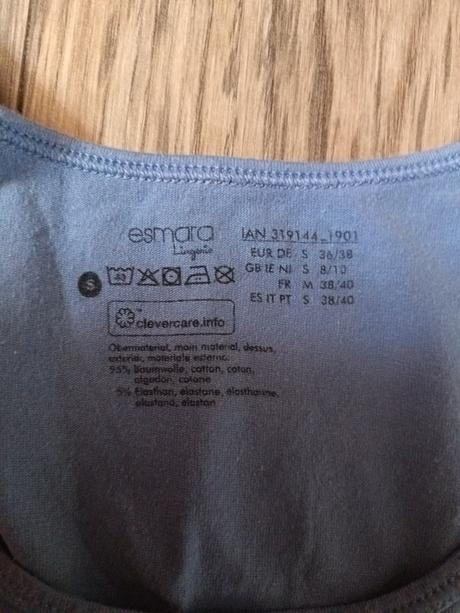 esmara
Lingerie
IAN 319144_1901
EUR DE S 36/38
GB IE NI S 8/10
FR M 38/40
ES IT PT S 38/40
S
40
clevercare.info
Obermaterial, main material, dessus,
exterior, materiale esterno:
95% Baumwolle, cotton, coton,
algodón, cotone
5% Elasthan, elastane, élasthanne,
elastano, elastan